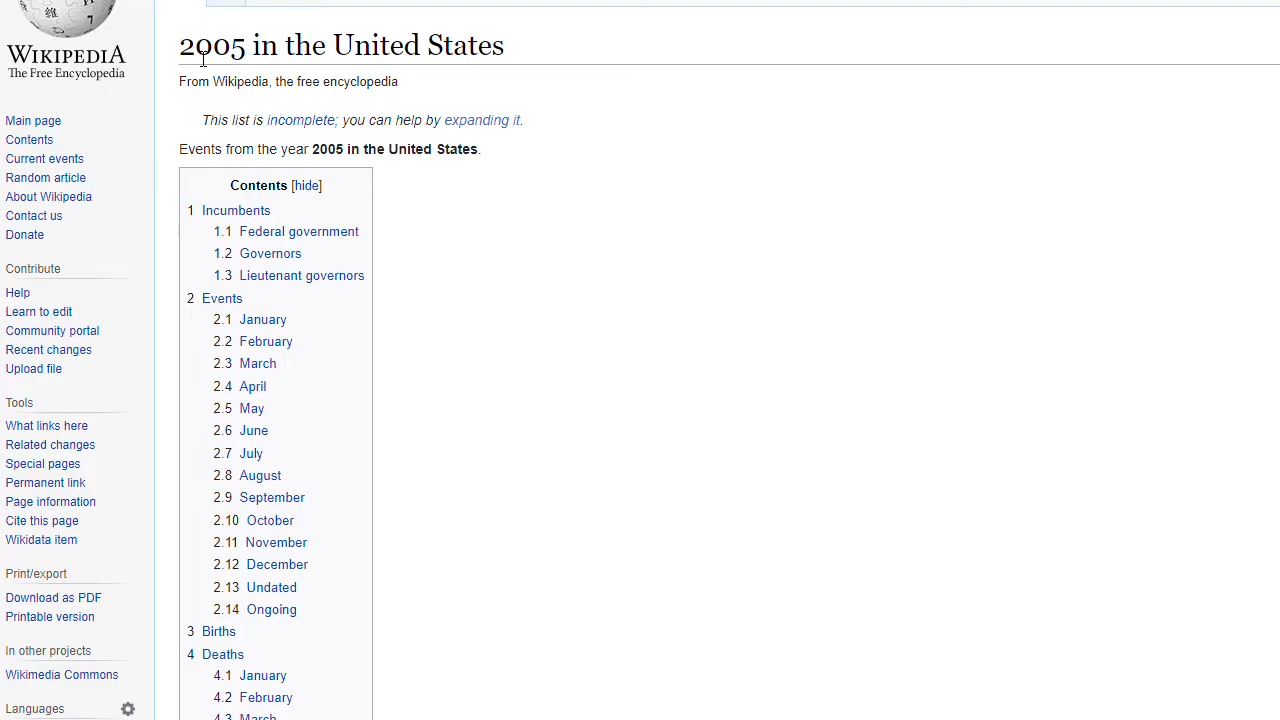 WIKIPEDIA
The Free Encyclopedia
Main page
Contents
Current events
Random article
About Wikipedia
Contact us
Donate
Contribute
Help
Learn to edit
Community portal
Recent changes
Upload file
Tools
What links here
Related changes
Special pages
Permanent link
Page information
Cite this page
Wikidata item
Print/export
Download as PDF
Printable version
In other projects
Wikimedia Commons
Languages
2005 in the United States
From Wikipedia, the free encyclopedia
This list is incomplete; you can help by expanding it.
Events from the year 2005 in the United States.
Contents [hide]
1 Incumbents
1.1 Federal government
1.2 Governors
1.3 Lieutenant governors
2 Events
2.1 January
2.2 February
2.3 March
2.4 April
2.5 May
2.6 June
2.7 July
2.8 August
2.9 September
2.10 October
2.11 November
2.12 December
2.13 Undated
2.14 Ongoing
3 Births
4 Deaths
4.1 January
4.2 February
4.3 March